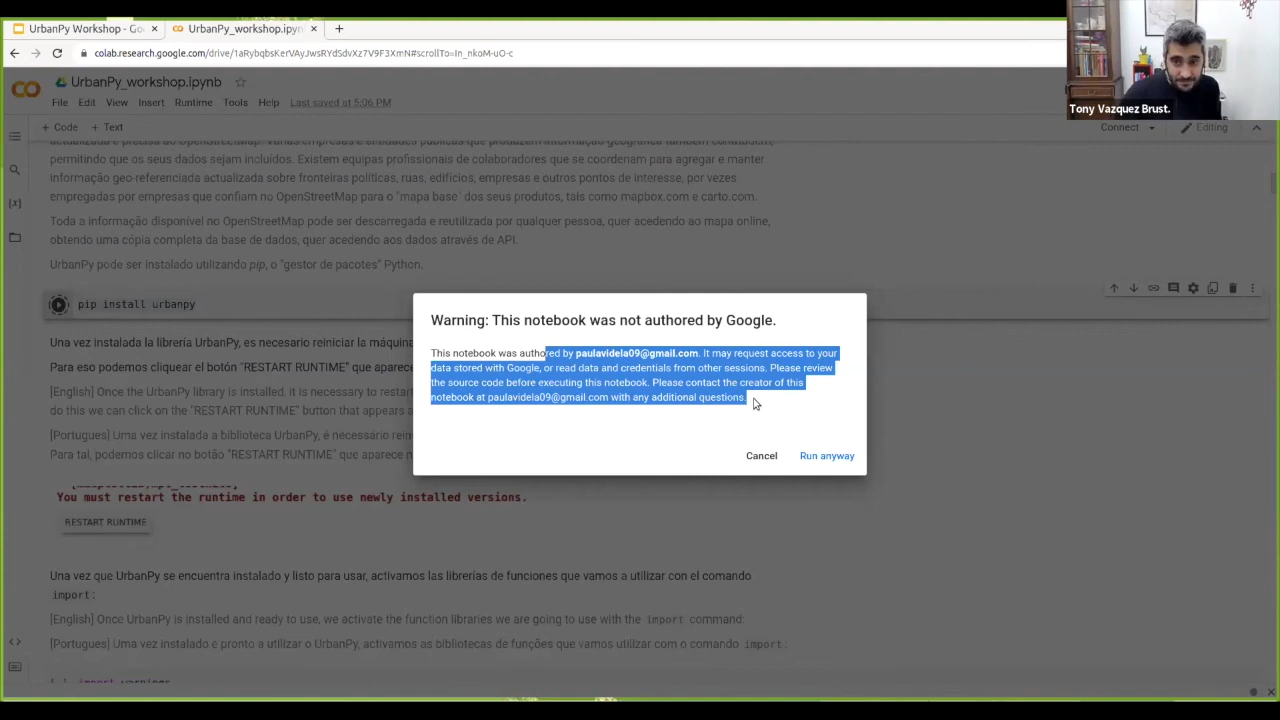 UrbanPy Workshop - Go
UrbanPy_workshop.ipynb
colab.research.google.com/drive/1aRybqbsKerVAyJwsRYdSdvXz7V9F3XmN#scrollTo=In_nkoM-uO-c
UrbanPy_workshop.ipynb
File Edit View Insert Runtime Tools Help Last saved at 5:06 PM
Tony Vazquez Brust.
+ Code + Text
Connect Editing
actualizada e precisa ao OpenStreetMap. Várias empresas e entidades públicas que produzem informação geográfica também contribuem,
permitindo que os seus dados sejam incluídos. Existem equipas profissionais de colaboradores que se coordenam para agregar e manter
informação geo-referenciada actualizada sobre fronteiras políticas, ruas, edifícios, empresas e outros pontos de interesse, por vezes
empregadas por empresas que confiam no OpenStreetMap para o "mapa base" dos seus produtos, tais como mapbox.com e carto.com.
Toda a informação disponível no OpenStreetMap pode ser descarregada e reutilizada por qualquer pessoa, quer acedendo ao mapa online,
obtendo uma cópia completa da base de dados, quer acedendo aos dados através de API.
UrbanPy pode ser instalado utilizando pip, o "gestor de pacotes" Python.
pip install urbanpy
Warning: This notebook was not authored by Google.
This notebook was authored by paulavidela09@gmail.com. It may request access to your
data stored with Google, or read data and credentials from other sessions. Please review
the source code before executing this notebook. Please contact the creator of this
notebook at paulavidela09@gmail.com with any additional questions.
Cancel Run anyway
Una vez instalada la librería UrbanPy, es necesario reiniciar la máquina
Para eso podemos cliquear el botón "RESTART RUNTIME" que aparece
[English] Once the UrbanPy library is installed, it is necessary to restart
do this we can click on the "RESTART RUNTIME" button that appears a
[Portugues] Uma vez instalada a biblioteca UrbanPy, é necessário rein
Para tal, podemos clicar no botão "RESTART RUNTIME" que aparece n
You must restart the runtime in order to use newly installed versions.
RESTART RUNTIME
Una vez que UrbanPy se encuentra instalado y listo para usar, activamos las librerías de funciones que vamos a utilizar con el comando
import:
[English] Once UrbanPy is installed and ready to use, we activate the function libraries we are going to use with the import command:
[Portugues] Uma vez instalado e pronto a utilizar o UrbanPy, activamos as bibliotecas de funções que vamos utilizar com o comando import:
[ ] import warnings